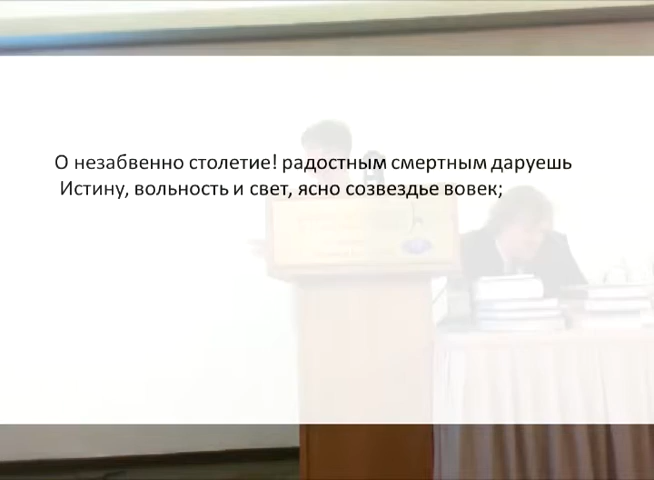 О незабвенно столетие! радостным смертным даруешь
Истину, вольность и свет, ясно созвездье вовек;